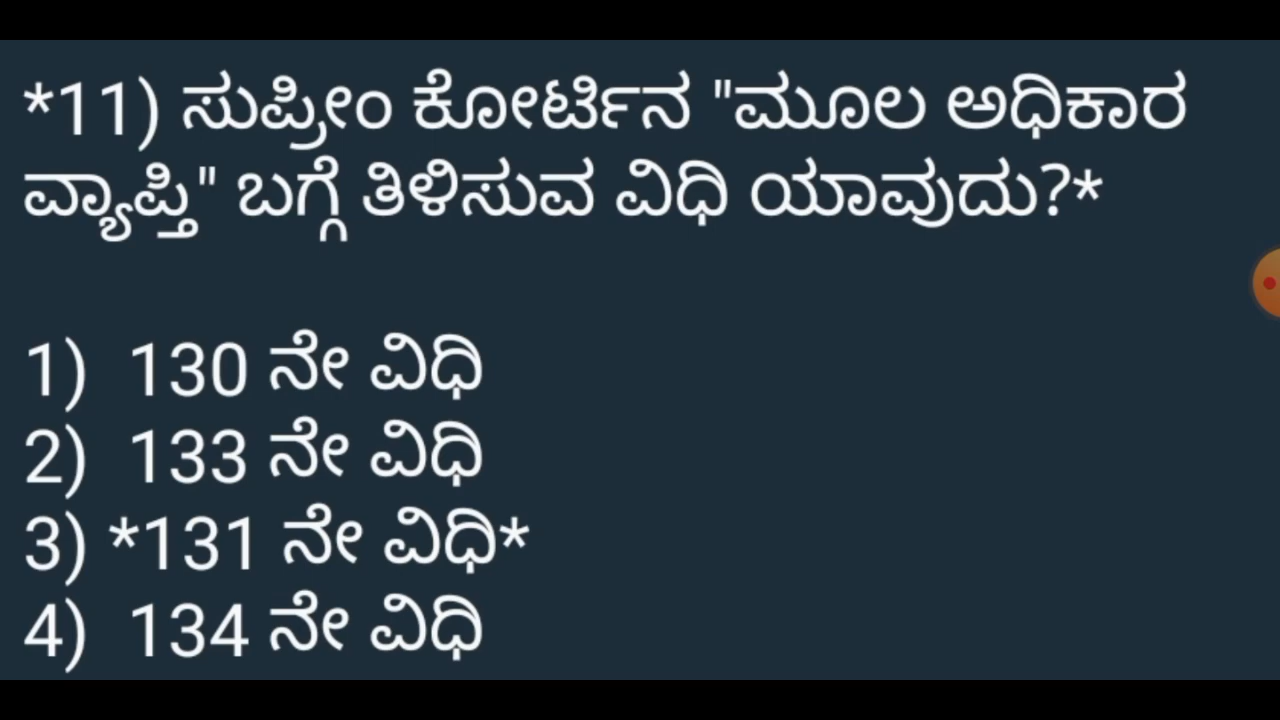 *11) ಸುಪ್ರೀಂ ಕೋರ್ಟಿನ "ಮೂಲ ಅಧಿಕಾರ
ವ್ಯಾಪ್ತಿ" ಬಗ್ಗೆ ತಿಳಿಸುವ ವಿಧಿ ಯಾವುದು?*
1) 130 ನೇ ವಿಧಿ
2) 133 ನೇ ವಿಧಿ
3) *131 ನೇ ವಿಧಿ*
4) 134 ನೇ ವಿಧಿ